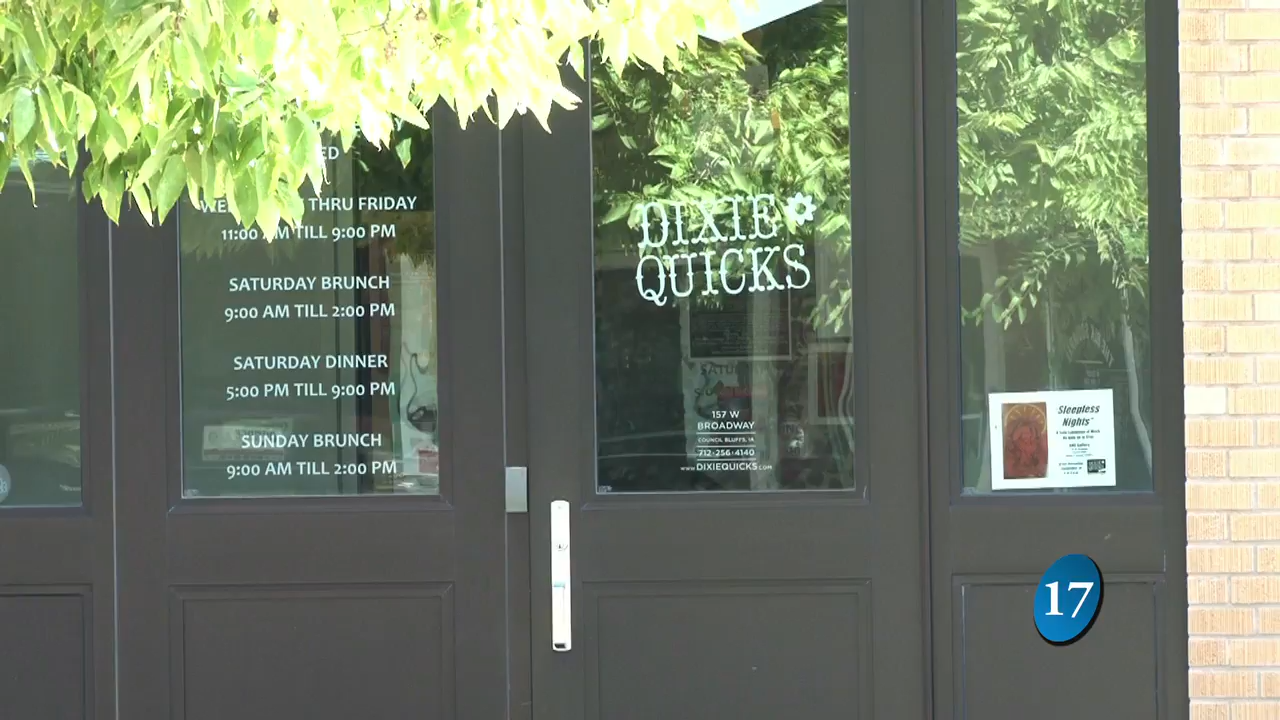 THRU FRIDAY
11:00 AM TILL 9:00 PM
SATURDAY BRUNCH
9:00 AM TILL 2:00 PM
SATURDAY DINNER
5:00 PM TILL 9:00 PM
SUNDAY BRUNCH
9:00 AM TILL 2:00 PM
DIXIE
QUICKS
157 W
BROADWAY
COUNCIL BLUFFS, IA
712-256-4140
WWW.DIXIEQUICKS.COM
Sleepless
Nights"
17